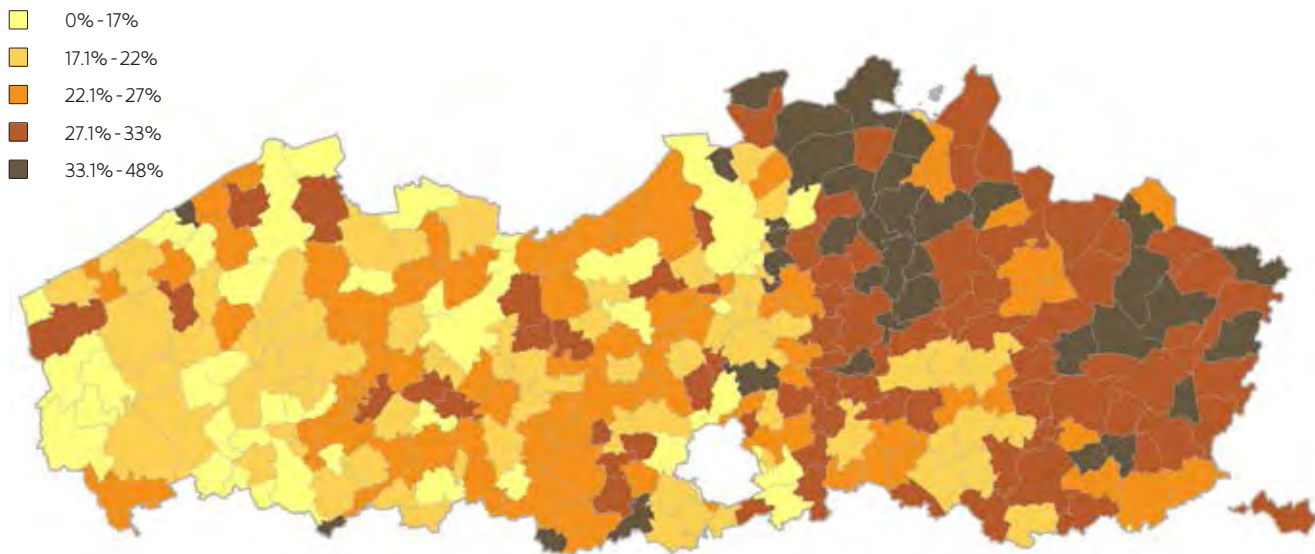 0% - 17%
17.1% - 22%
22.1% - 27%
27.1% - 33%
33.1% - 48%